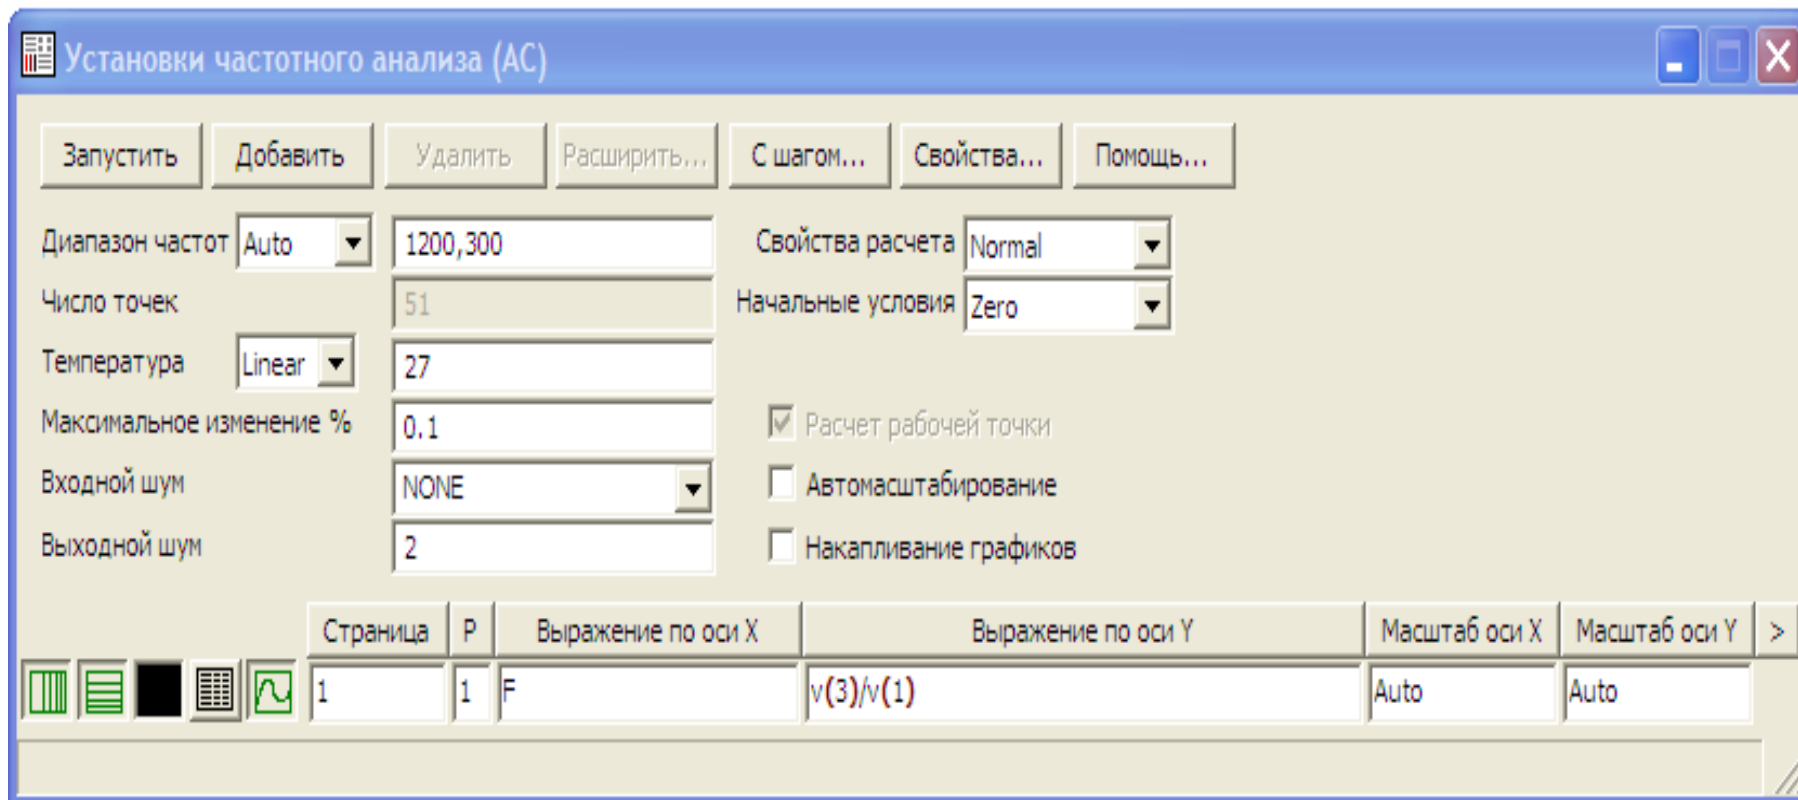 Установки частотного анализа (AC)
Запустить Добавить Удалить Расширить... С шагом... Свойства... Помощь...
Диапазон частот Auto 1200,300 Свойства расчета Normal
Число точек 51 Начальные условия Zero
Температура Linear 27
Максимальное изменение % 0.1 Расчет рабочей точки
Входной шум NONE Автомасштабирование
Выходной шум 2 Накапливание графиков
Страница P Выражение по оси X Выражение по оси Y Масштаб оси X Масштаб оси Y >
1 1 F v(3)/v(1) Auto Auto